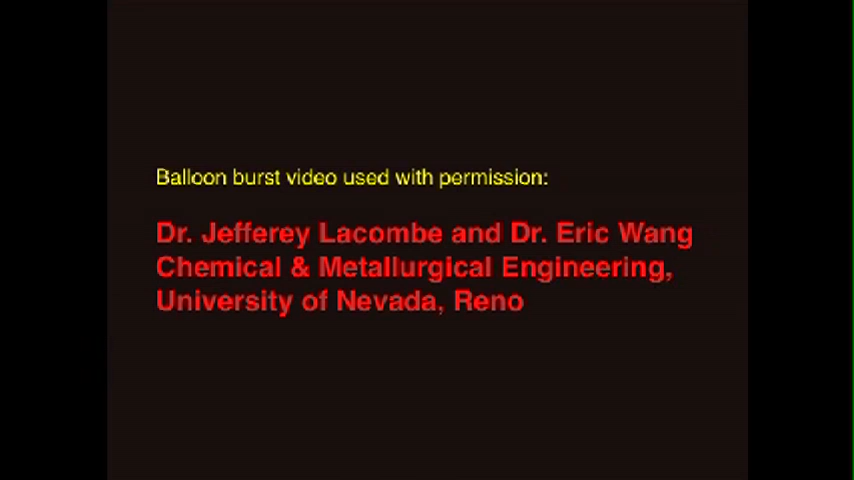 Balloon burst video used with permission:
Dr. Jefferey Lacombe and Dr. Eric Wang
Chemical & Metallurgical Engineering,
University of Nevada, Reno